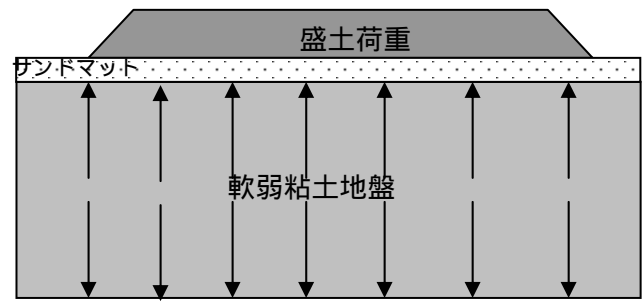 盛土荷重
サンドマット
軟弱粘土地盤